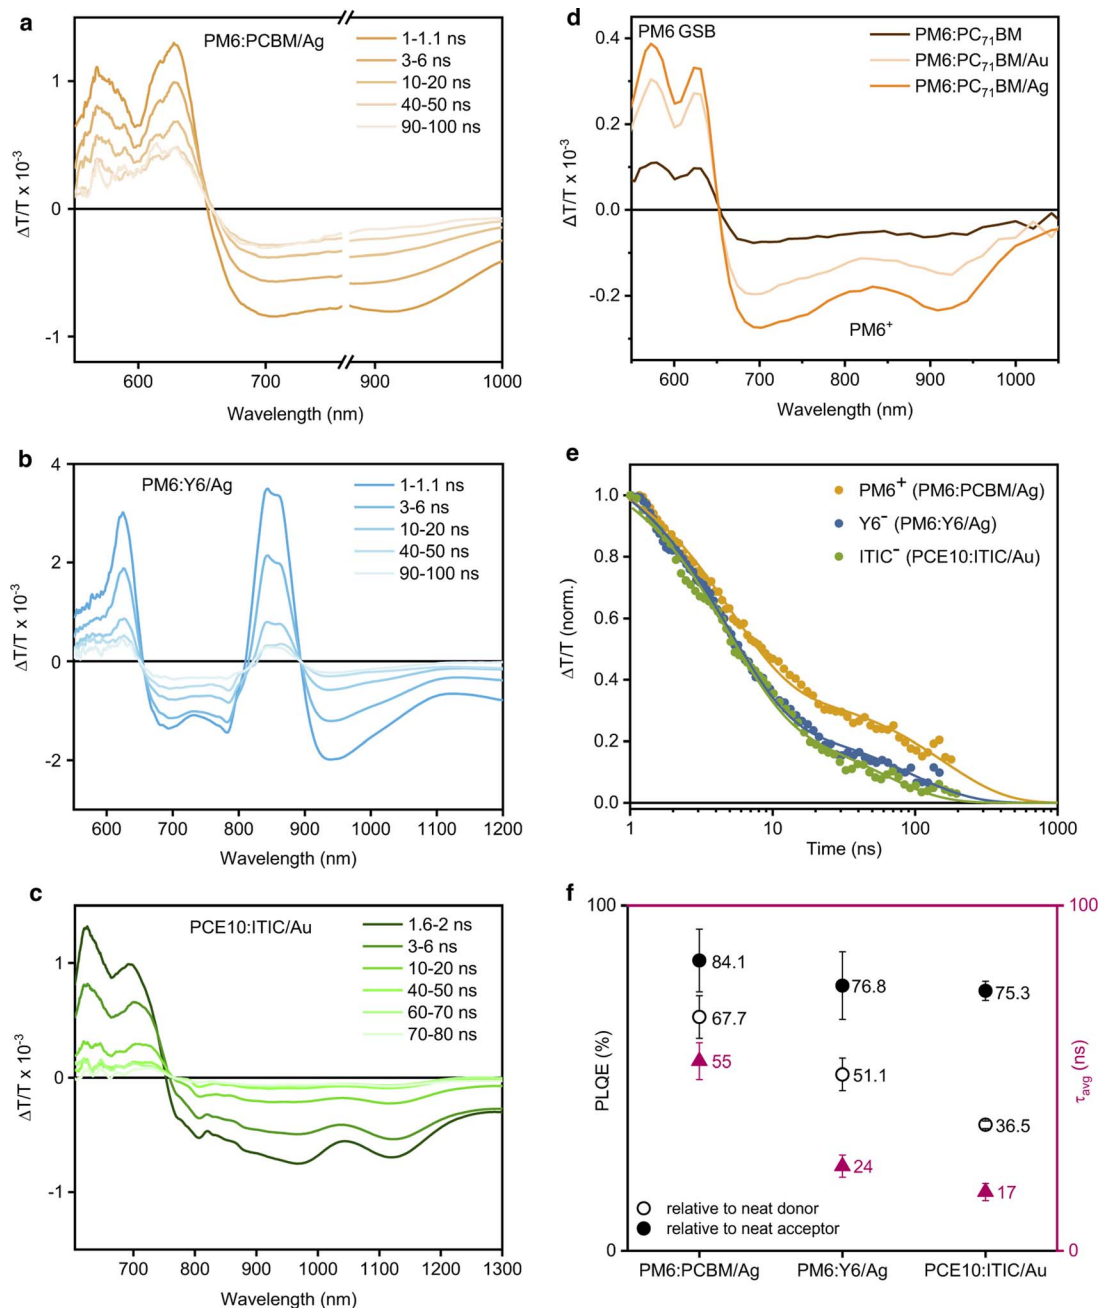 a
PM6:PCBM/Ag
1-1.1 ns
3-6 ns
10-20 ns
40-50 ns
90-100 ns
1
0
-1
ΔT/T x 10⁻³
600
700
900
1000
Wavelength (nm)
b
PM6:Y6/Ag
1-1.1 ns
3-6 ns
10-20 ns
40-50 ns
90-100 ns
4
2
0
-2
ΔT/T x 10⁻³
600
700
800
900
1000
1100
1200
Wavelength (nm)
c
PCE10:ITIC/Au
1.6-2 ns
3-6 ns
10-20 ns
40-50 ns
60-70 ns
70-80 ns
1
0
-1
ΔT/T x 10⁻³
700
800
900
1000
1100
1200
1300
Wavelength (nm)
d
PM6 GSB
PM6:PC₇₁BM
PM6:PC₇₁BM/Au
PM6:PC₇₁BM/Ag
0.4
0.2
0.0
-0.2
ΔT/T x 10⁻³
PM6⁺
600
700
800
900
1000
Wavelength (nm)
e
PM6⁺ (PM6:PCBM/Ag)
Y6⁻ (PM6:Y6/Ag)
ITIC⁻ (PCE10:ITIC/Au)
1.0
0.8
0.6
0.4
0.2
0.0
ΔT/T (norm.)
1
10
100
1000
Time (ns)
f
100
0
PLQE (%)
84.1
67.7
55
76.8
51.1
24
75.3
36.5
17
relative to neat donor
relative to neat acceptor
100
0
τavg (ns)
PM6:PCBM/Ag
PM6:Y6/Ag
PCE10:ITIC/Au